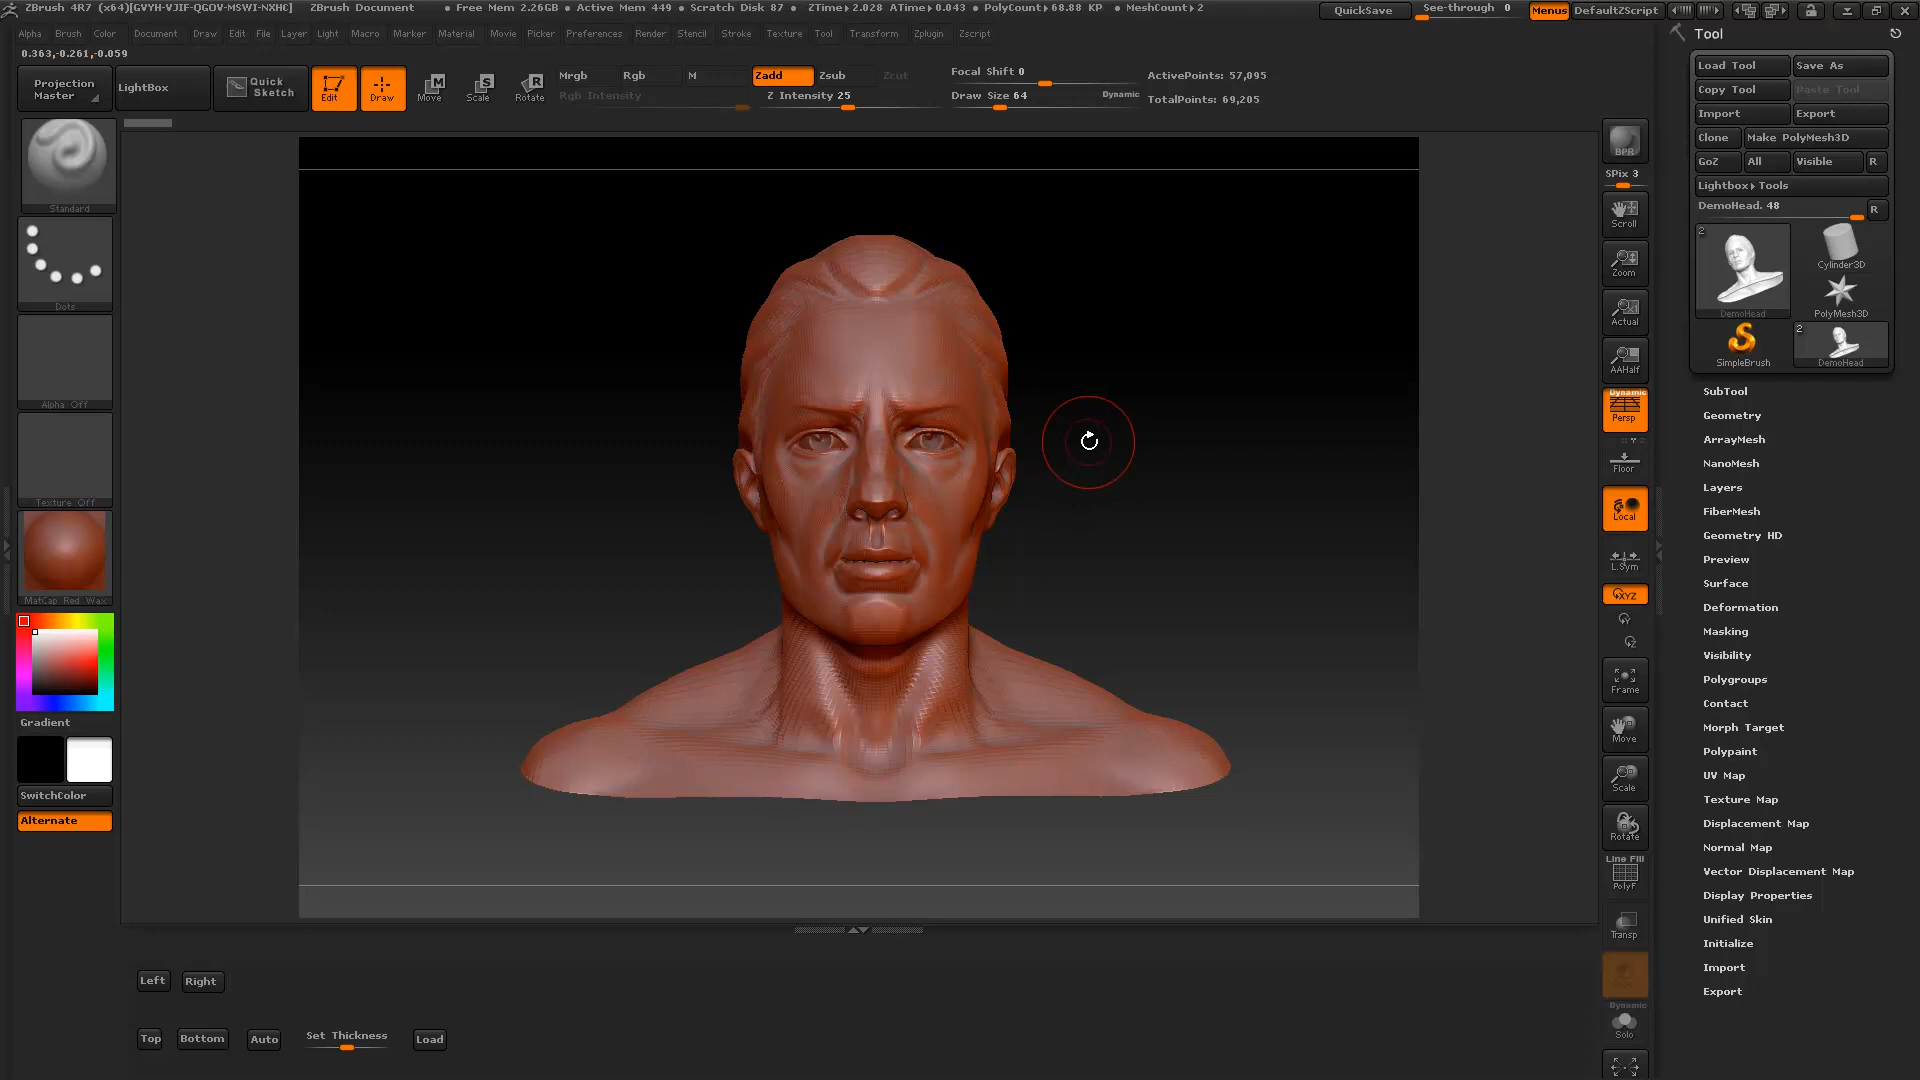 ZBrush 4R7 (x64)[GVYH-VJIF-QGOV-MSWI-NXHC] ZBrush Document • Free Mem 2.26GB • Active Mem 449 • Scratch Disk 87 • ZTime▸2.028 ATime▸0.043 • PolyCount▸68.88 KP • MeshCount▸2 QuickSave See-through 0 Menus DefaultZScript
Alpha Brush Color Document Draw Edit File Layer Light Macro Marker Material Movie Picker Preferences Render Stencil Stroke Texture Tool Transform Zplugin Zscript
0.363,-0.261,-0.059
Projection Master
LightBox
Quick Sketch
Edit
Draw
Move
Scale
Rotate
Mrgb Rgb M
Rgb Intensity
Zadd Zsub Zcut
Z Intensity 25
Focal Shift 0
Draw Size 64 Dynamic
ActivePoints: 57,095
TotalPoints: 69,205
Standard
Dots
Alpha Off
Texture Off
MatCap Red Wax
Gradient
SwitchColor
Alternate
Left Right
Top Bottom Auto Set Thickness Load
BPR
SPix 3
Scroll
Zoom
Actual
AAHalf
Dynamic
Persp
Floor
Local
L.Sym
XYZ
Frame
Move
Scale
Rotate
Line Fill
PolyF
Transp
Dynamic
Solo
Tool
Load Tool Save As
Copy Tool Paste Tool
Import Export
Clone Make PolyMesh3D
GoZ All Visible R
Lightbox▸Tools
DemoHead. 48 R
2
DemoHead
Cylinder3D
PolyMesh3D
SimpleBrush
2
DemoHead
SubTool
Geometry
ArrayMesh
NanoMesh
Layers
FiberMesh
Geometry HD
Preview
Surface
Deformation
Masking
Visibility
Polygroups
Contact
Morph Target
Polypaint
UV Map
Texture Map
Displacement Map
Normal Map
Vector Displacement Map
Display Properties
Unified Skin
Initialize
Import
Export